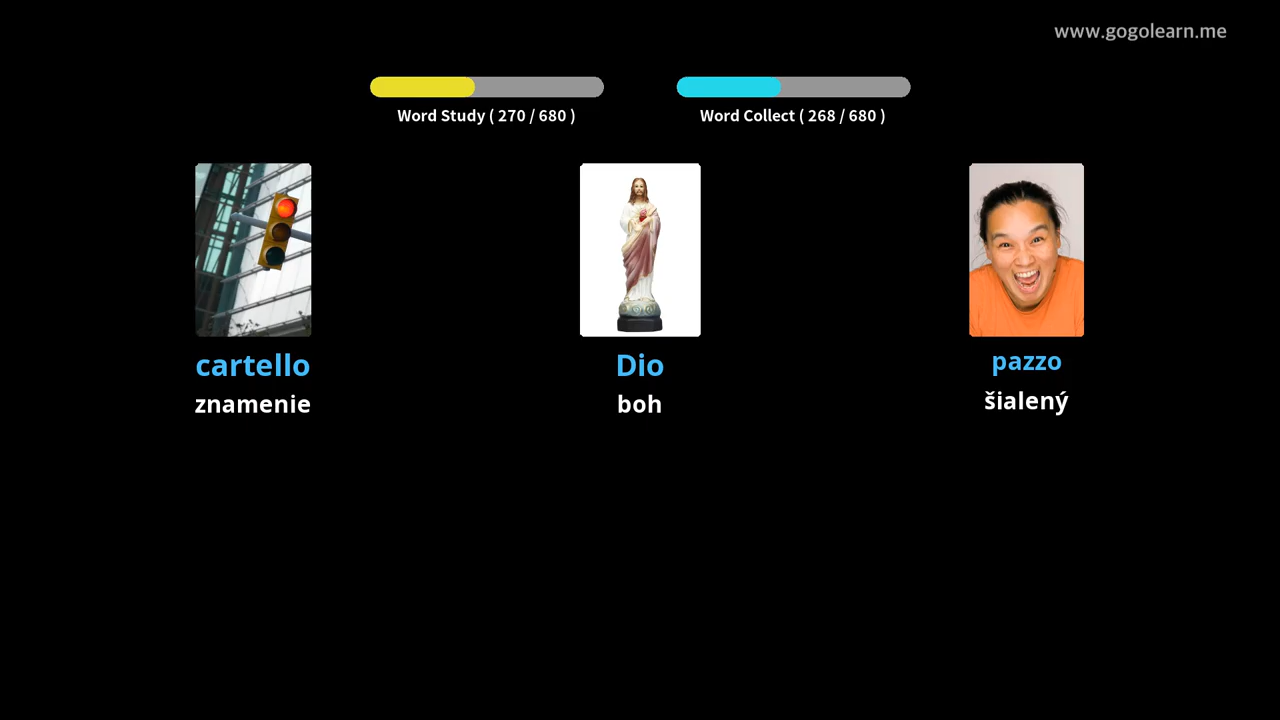 www.gogolearn.me
Word Study ( 270 / 680 )
Word Collect ( 268 / 680 )
cartello
Dio
pazzo
znamenie
boh
šialený